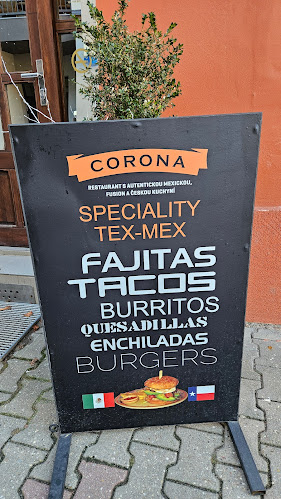 CORONA
RESTAURANT S AUTENTICKOU MEXICKOU,
FUSION A ČESKOU KUCHYNÍ
SPECIALITY
TEX-MEX
FAJITAS
TACOS
BURRITOS
QUESADILLAS
ENCHILADAS
BURGERS